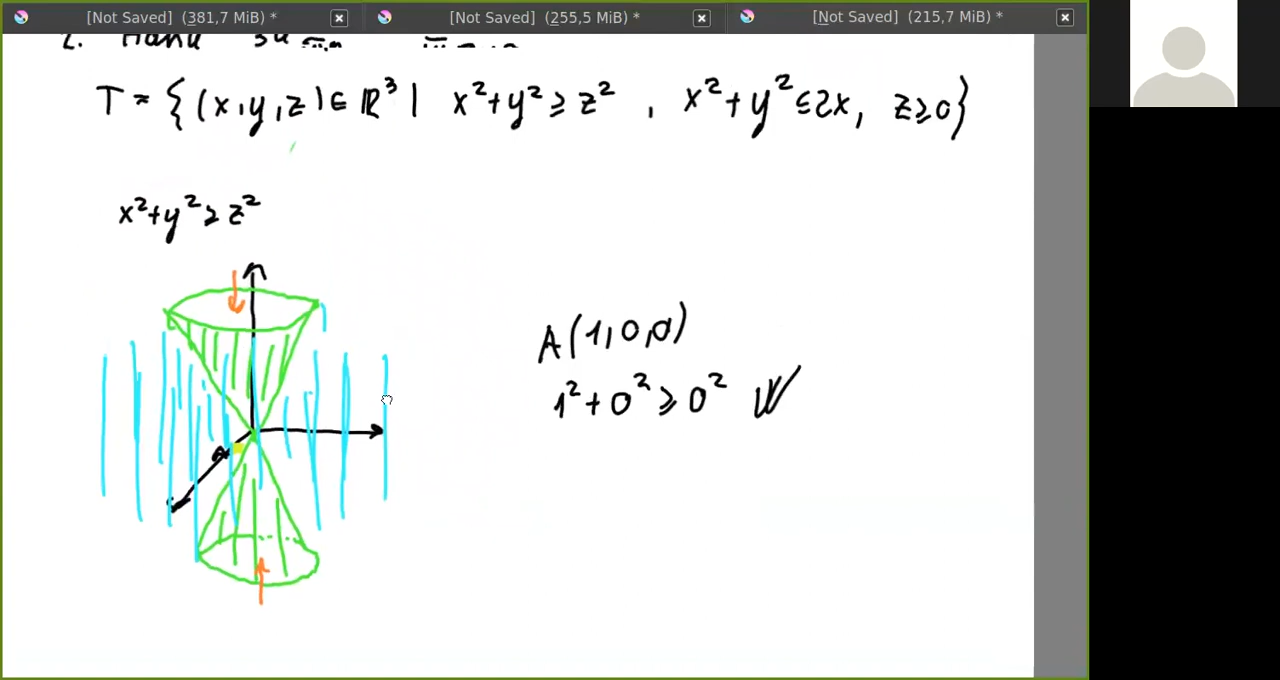 [Not Saved] (381,7 MiB) * [Not Saved] (255,5 MiB) * [Not Saved] (215,7 MiB) *
2.
T = {(x,y,z) ∈ ℝ³ | x²+y² ≥ z², x²+y² ≤ 2x, z ≥ 0}
x²+y² ≥ z²
A(1,0,0)
1²+0² ≥ 0²